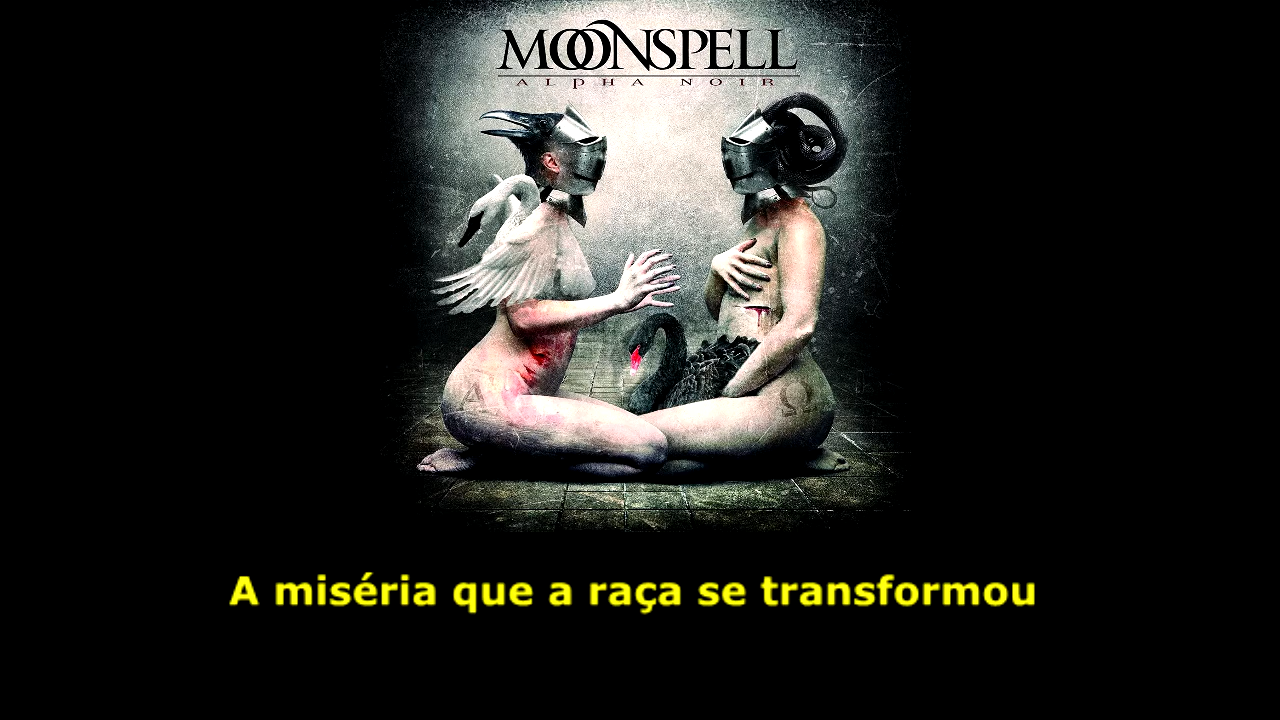 MOONSPELL
ALPHA NOIR
A
Ω
A miséria que a raça se transformou